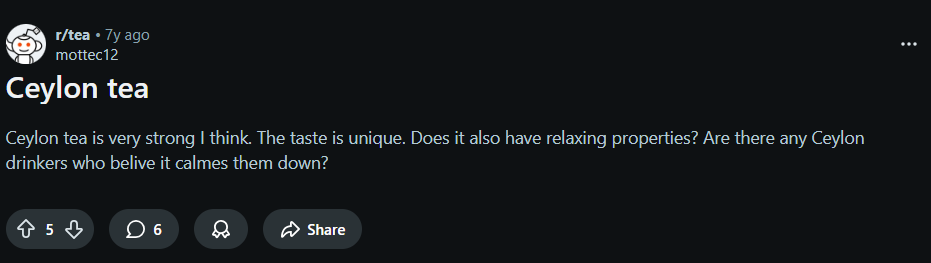 r/tea • 7y ago
mottec12
Ceylon tea
Ceylon tea is very strong I think. The taste is unique. Does it also have relaxing properties? Are there any Ceylon
drinkers who belive it calmes them down?
5 6 Share